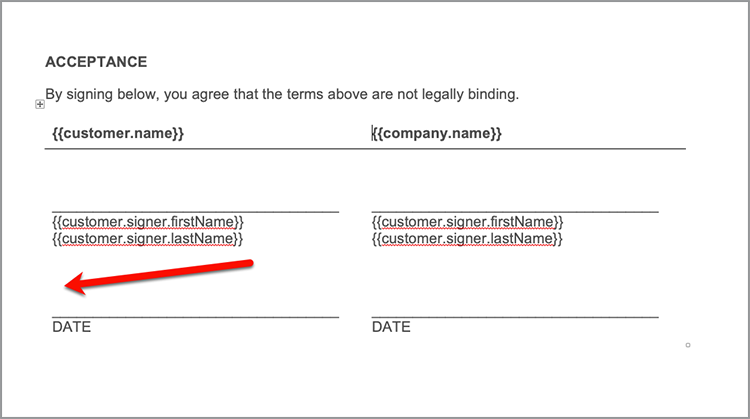 ACCEPTANCE
By signing below, you agree that the terms above are not legally binding.
{{customer.name}} {{company.name}}
{{customer.signer.firstName}} {{customer.signer.firstName}}
{{customer.signer.lastName}} {{customer.signer.lastName}}
DATE DATE